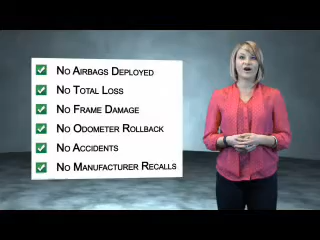 No Airbags Deployed
No Total Loss
No Frame Damage
No Odometer Rollback
No Accidents
No Manufacturer Recalls